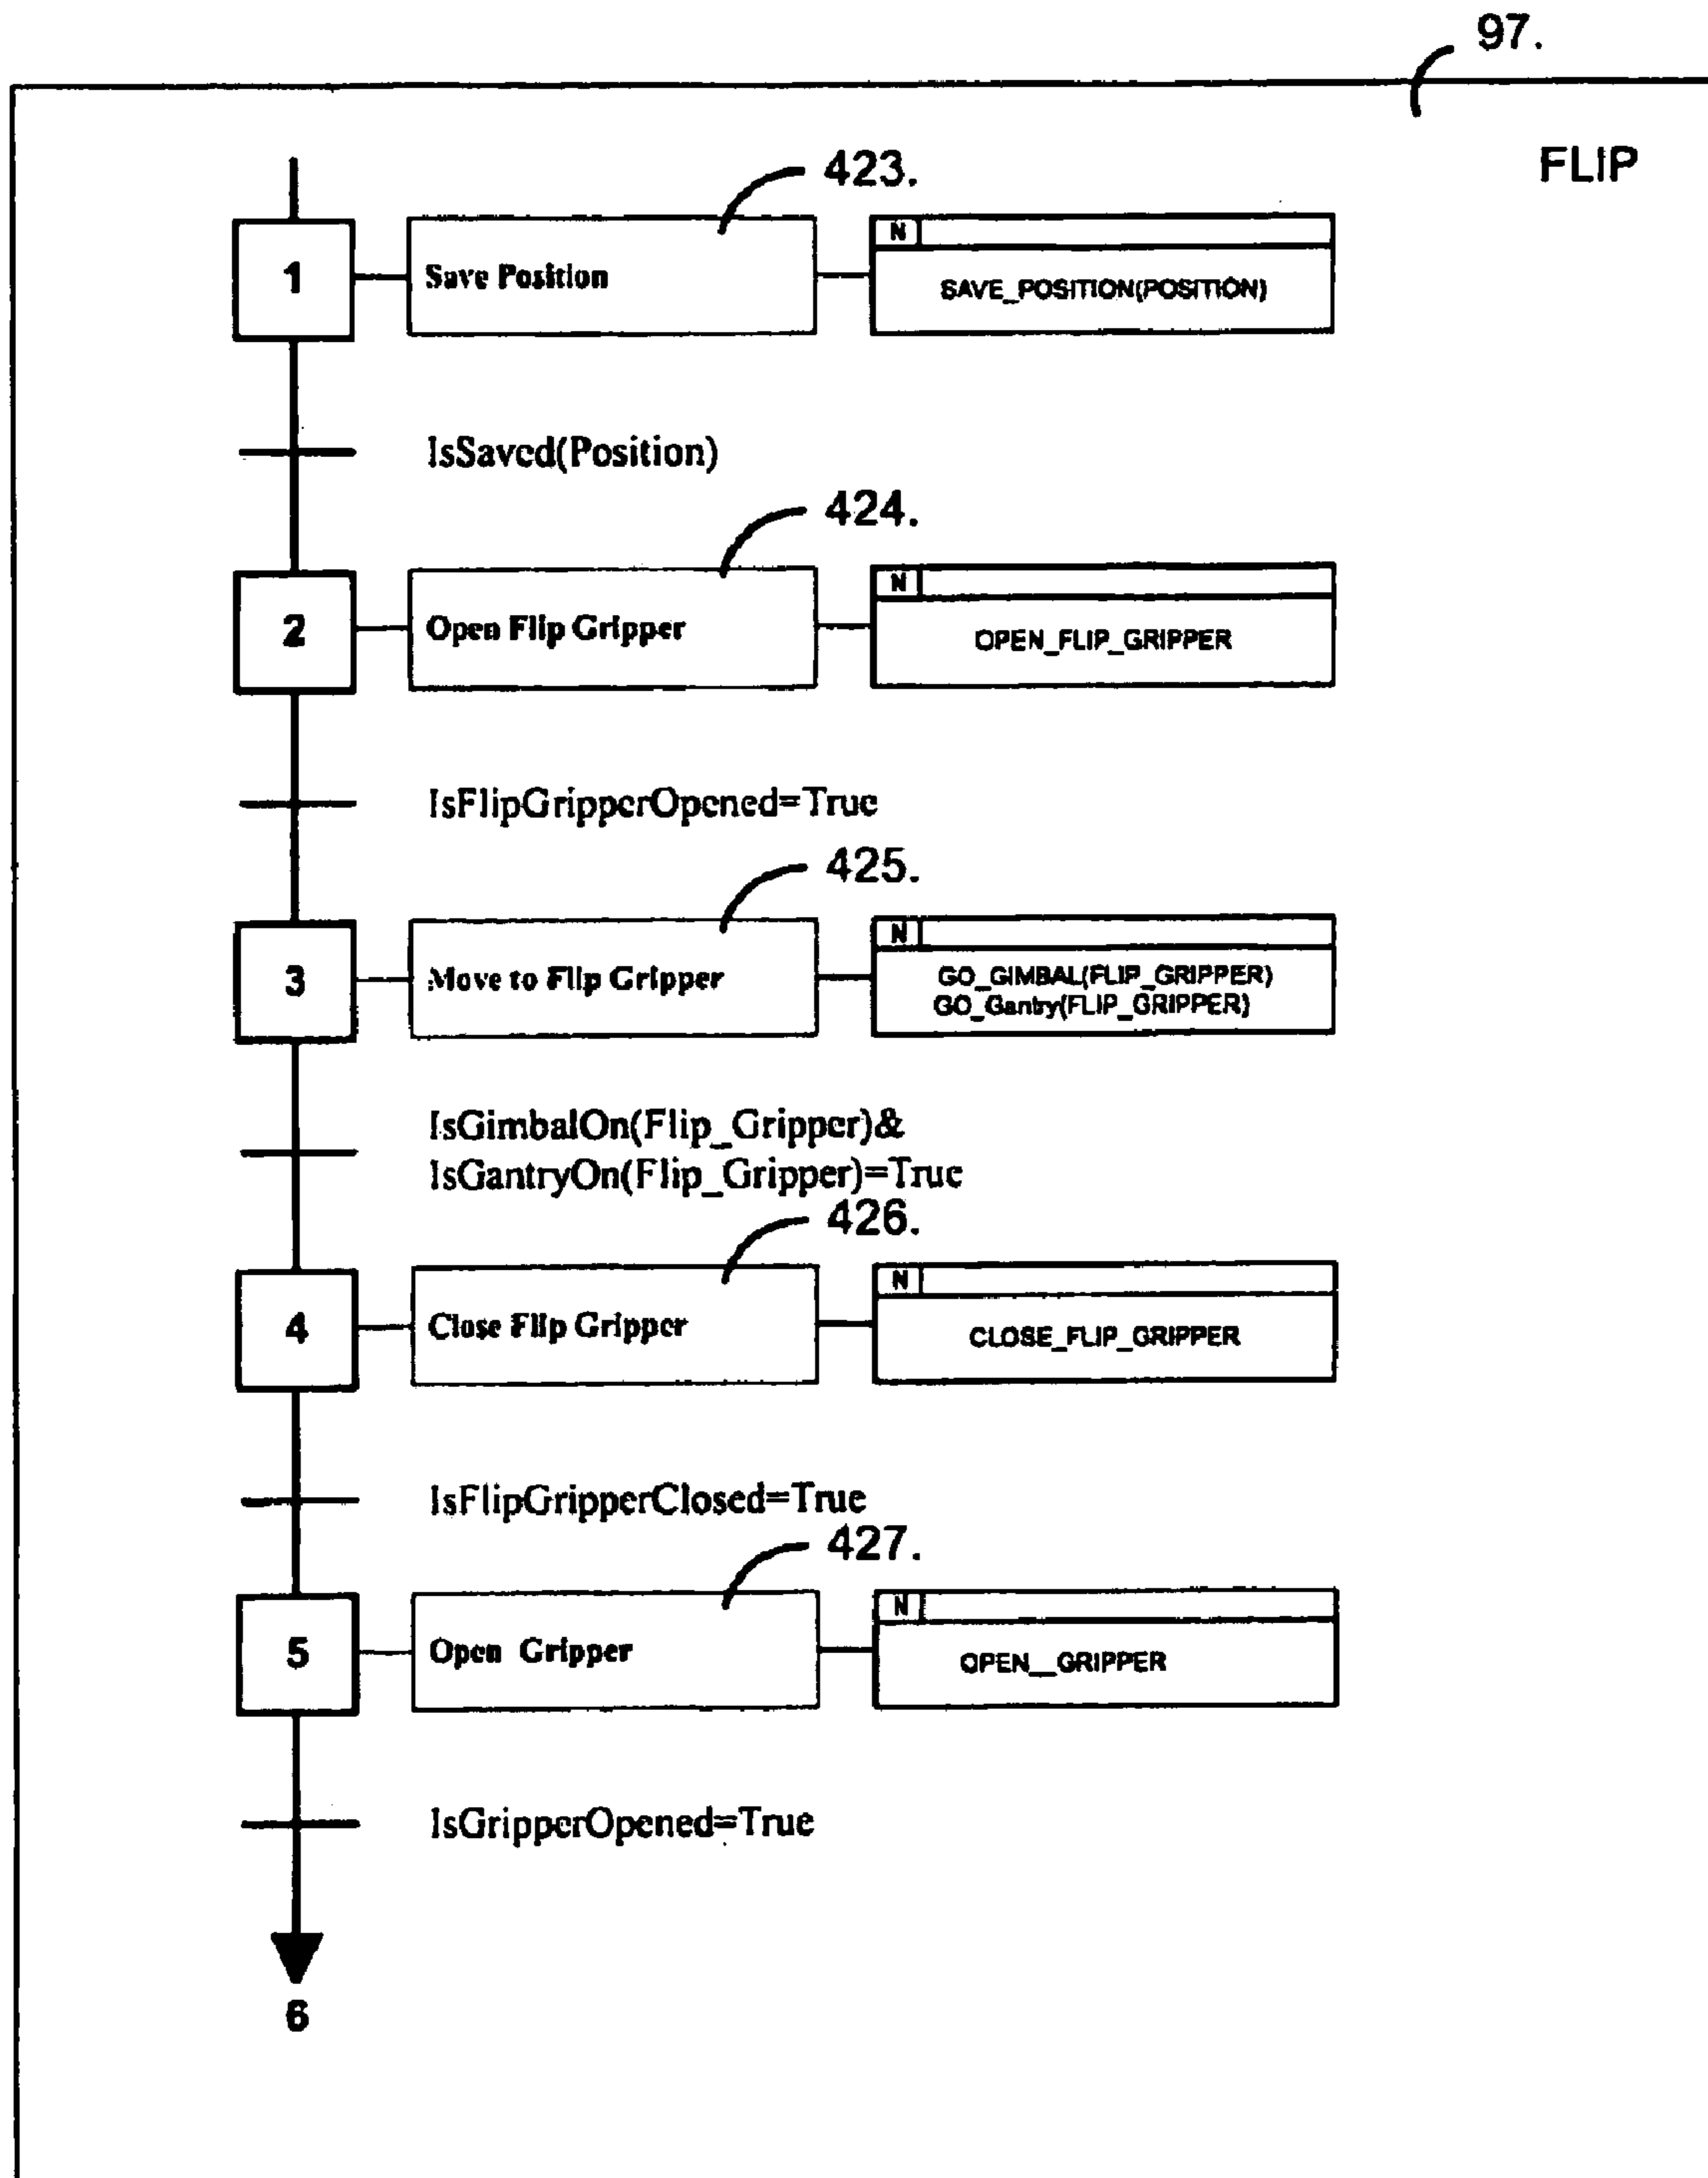 97.
FLIP
423.
1
Save Position
N
SAVE_POSITION(POSITION)
IsSaved(Position)
424.
2
Open Flip Gripper
N
OPEN_FLIP_GRIPPER
IsFlipGripperOpened=True
425.
3
Move to Flip Gripper
N
GO_GIMBAL(FLIP_GRIPPER)
GO_Gantry(FLIP_GRIPPER)
IsGimbalOn(Flip_Gripper)&
IsGantryOn(Flip_Gripper)=True
426.
4
Close Flip Gripper
N
CLOSE_FLIP_GRIPPER
IsFlipGripperClosed=True
427.
5
Open Gripper
N
OPEN__GRIPPER
IsGripperOpened=True
6